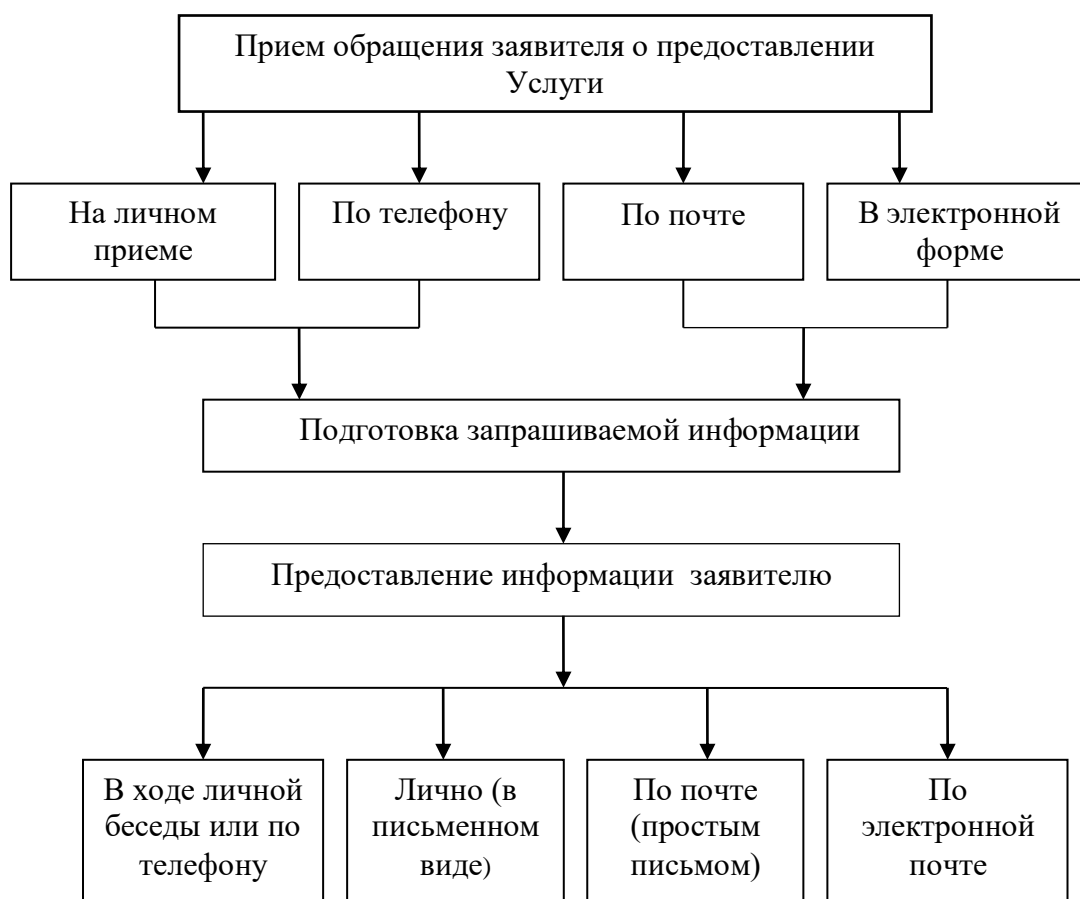 Прием обращения заявителя о предоставлении
Услуги
На личном
приеме
По телефону
По почте
В электронной
форме
Подготовка запрашиваемой информации
Предоставление информации  заявителю
В ходе личной
беседы или по
телефону
Лично (в
письменном
виде)
По почте
(простым
письмом)
По
электронной
почте